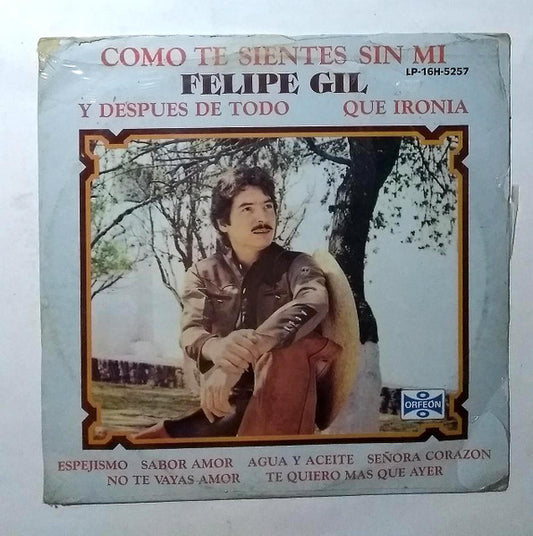 COMO TE SIENTES SIN MI
FELIPE GIL
LP-16H-5257
Y DESPUES DE TODO QUE IRONIA
ORFEÓN
ESPEJISMO SABOR AMOR AGUA Y ACEITE SEÑORA CORAZON
NO TE VAYAS AMOR TE QUIERO MAS QUE AYER